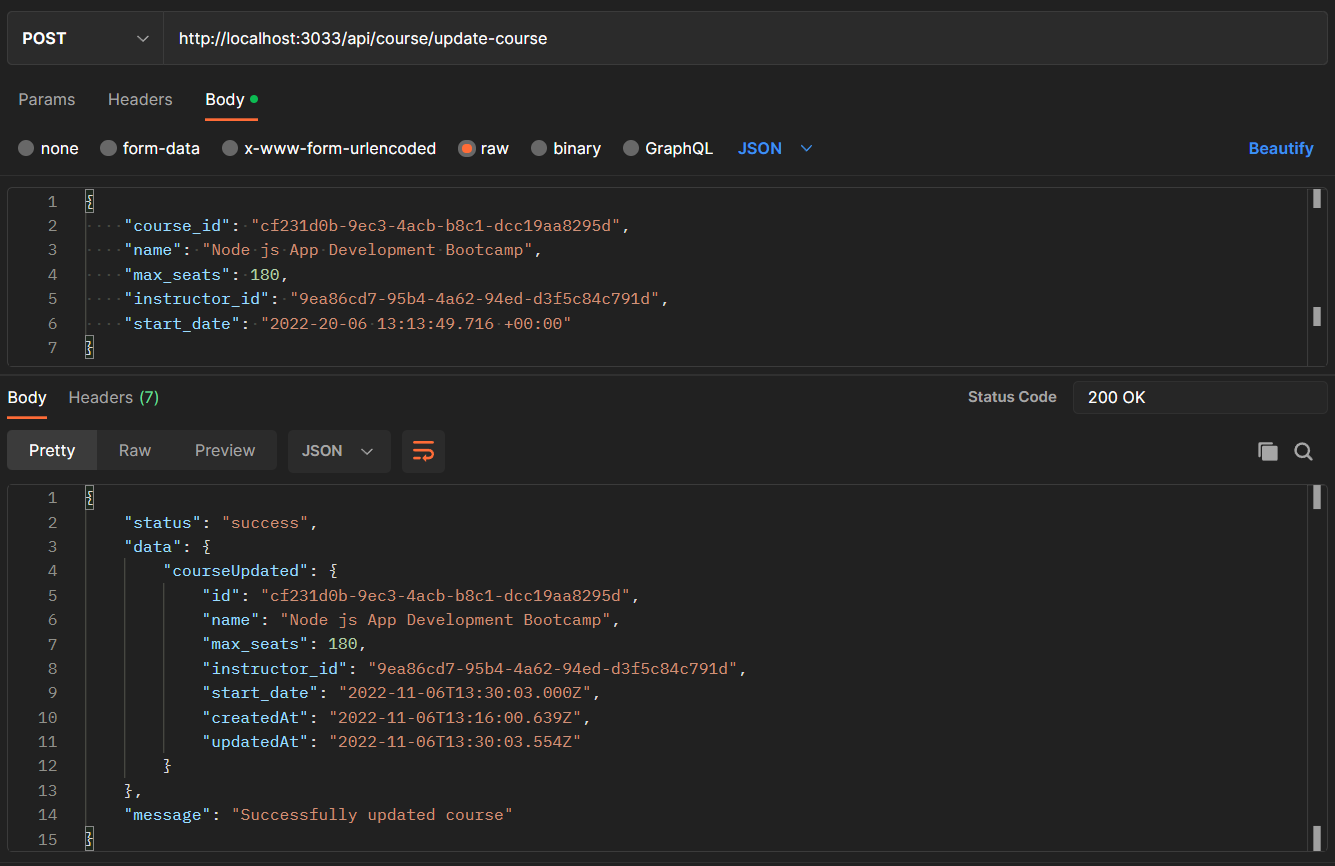 POST http://localhost:3033/api/course/update-course
Params Headers Body
none form-data x-www-form-urlencoded raw binary GraphQL JSON Beautify
1 {
2 "course_id": "cf231d0b-9ec3-4acb-b8c1-dcc19aa8295d",
3 "name": "Node js App Development Bootcamp",
4 "max_seats": 180,
5 "instructor_id": "9ea86cd7-95b4-4a62-94ed-d3f5c84c791d",
6 "start_date": "2022-20-06 13:13:49.716 +00:00"
7 }
Body Headers (7) Status Code 200 OK
Pretty Raw Preview JSON
1 {
2 "status": "success",
3 "data": {
4 "courseUpdated": {
5 "id": "cf231d0b-9ec3-4acb-b8c1-dcc19aa8295d",
6 "name": "Node js App Development Bootcamp",
7 "max_seats": 180,
8 "instructor_id": "9ea86cd7-95b4-4a62-94ed-d3f5c84c791d",
9 "start_date": "2022-11-06T13:30:03.000Z",
10 "createdAt": "2022-11-06T13:16:00.639Z",
11 "updatedAt": "2022-11-06T13:30:03.554Z"
12 }
13 },
14 "message": "Successfully updated course"
15 }